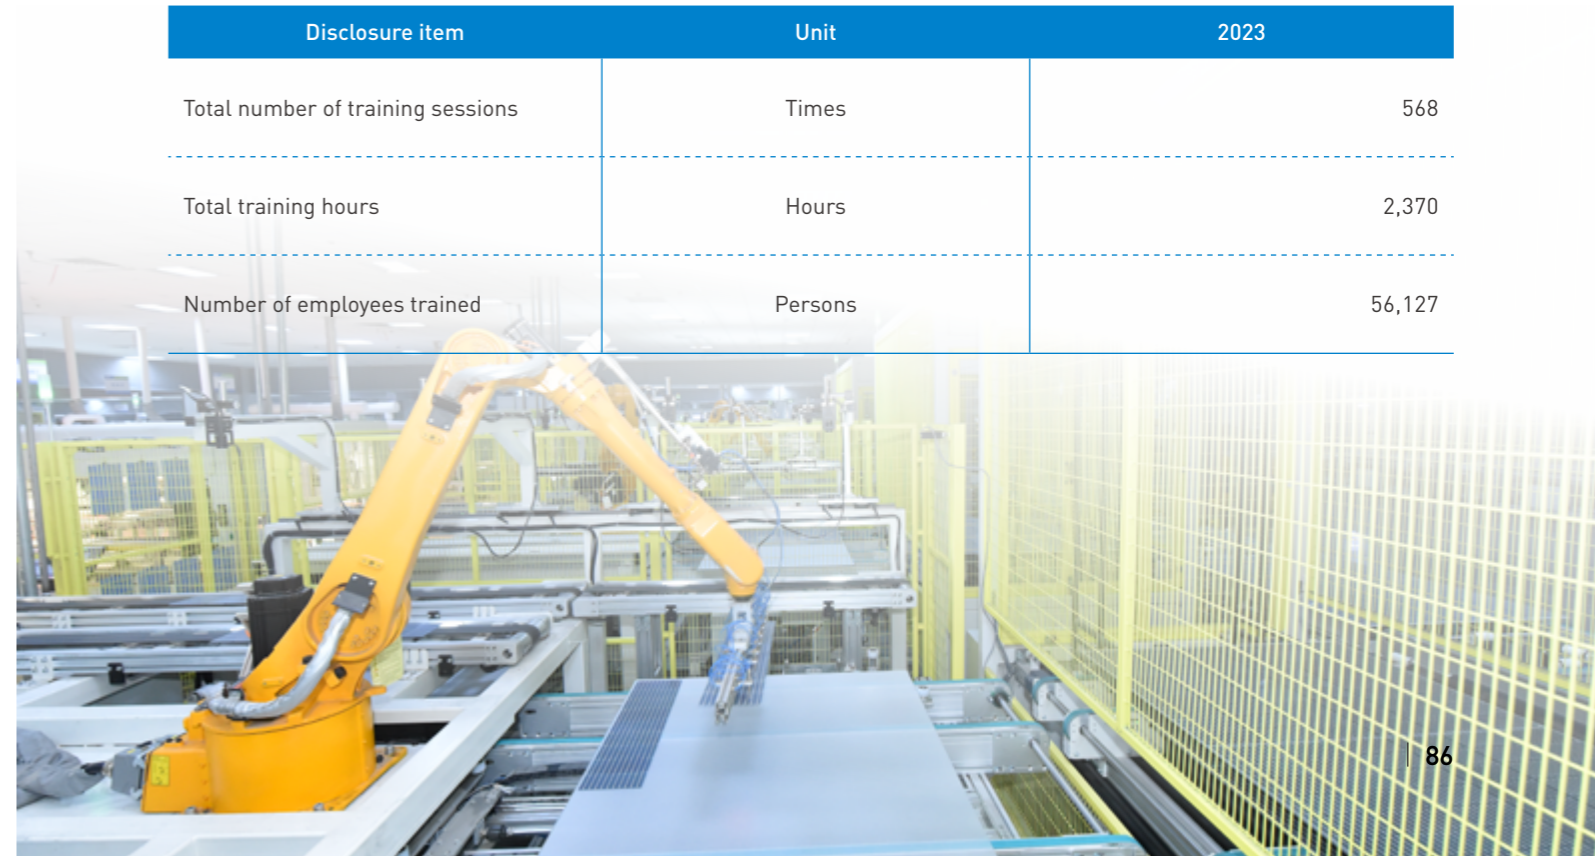 Disclosure item Unit 2023
Total number of training sessions Times 568
Total training hours Hours 2,370
Number of employees trained Persons 56,127
86